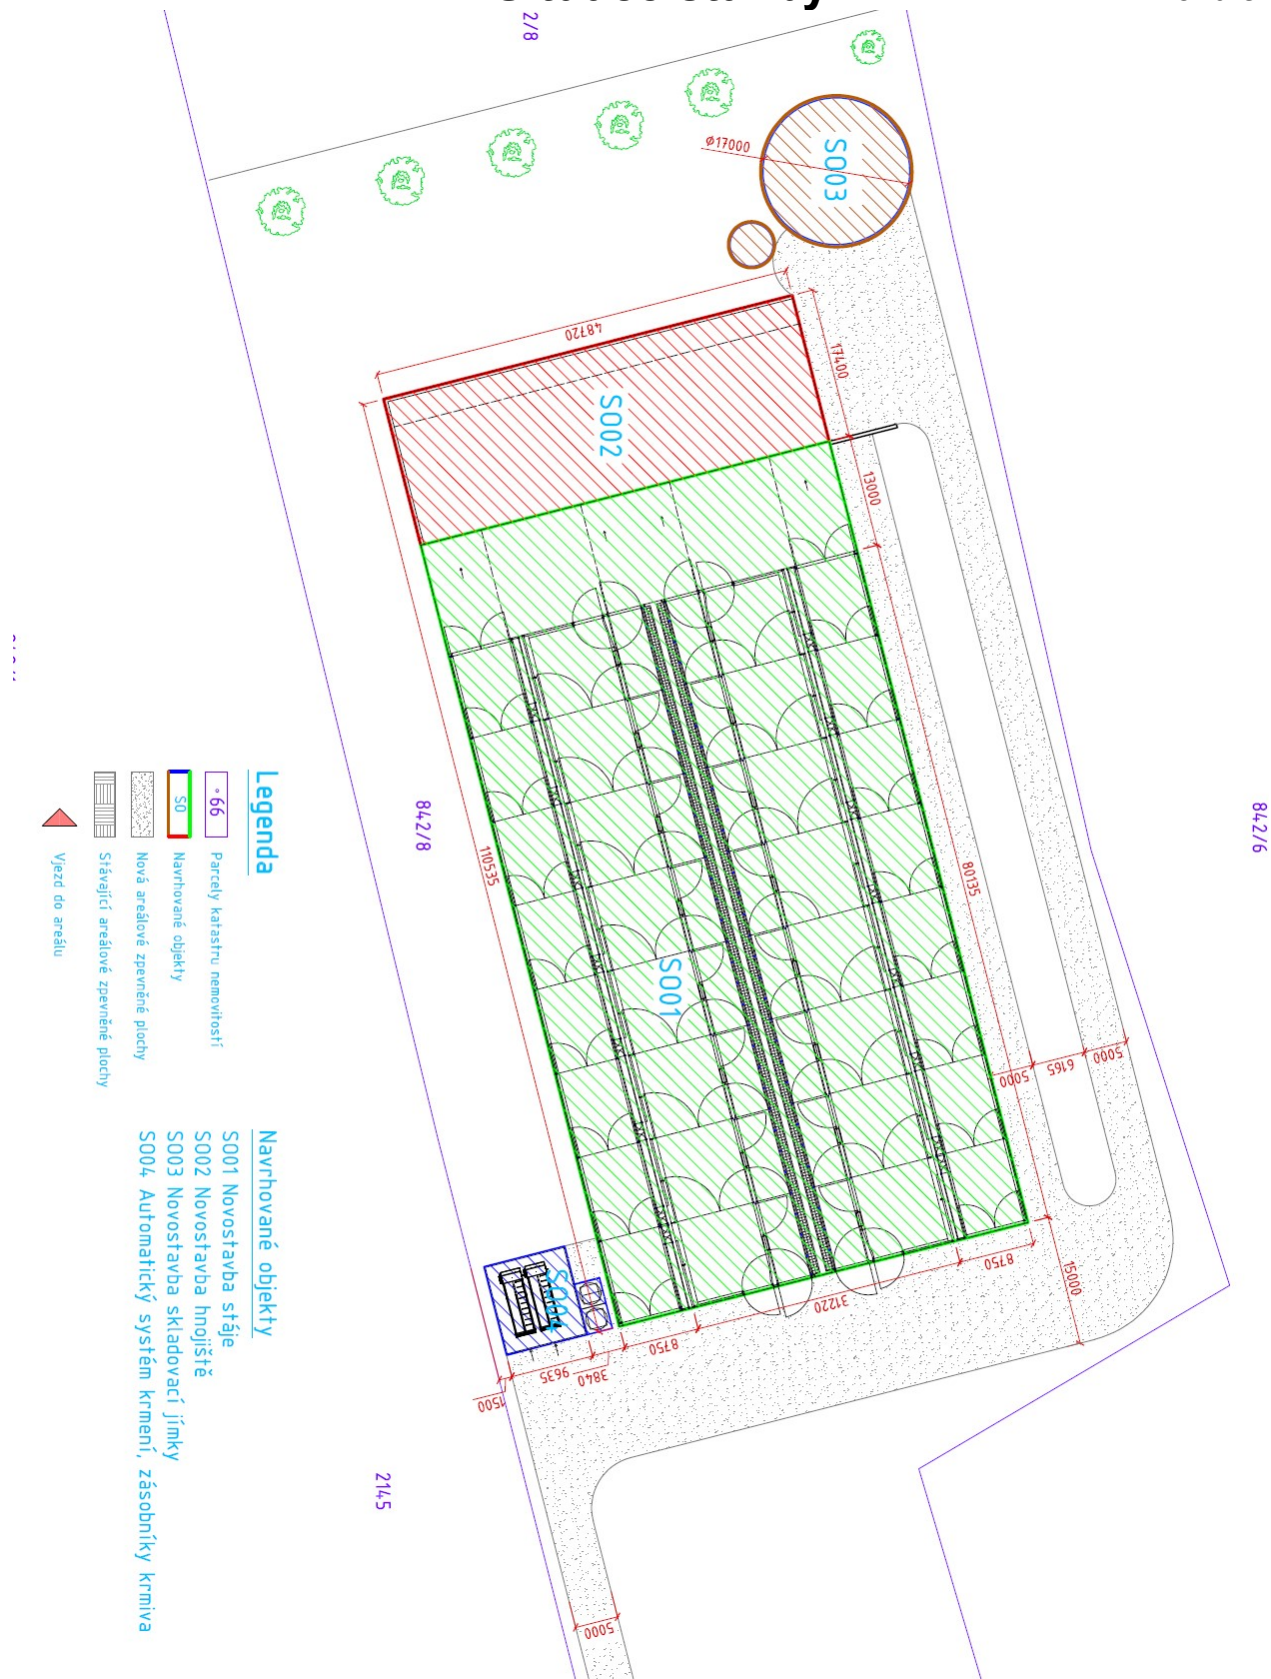 2/8
Ø17000
SO03
48720
17400
SO02
13000
842/8
842/6
110535
80135
SO01
5000
6165
5000
8750
15000
31220
8750
3840
9635
1500
SO04
2145
5000
Legenda
66
Parcely katastru nemovitostí
SO
Navrhované objekty
Nová areálové zpevněné plochy
Stávající areálové zpevněné plochy
Vjezd do areálu
Navrhované objekty
SO01 Novostavba stáje
SO02 Novostavba hnojiště
SO03 Novostavba skladovací jímky
SO04 Automatický systém krmení, zásobníky krmiva